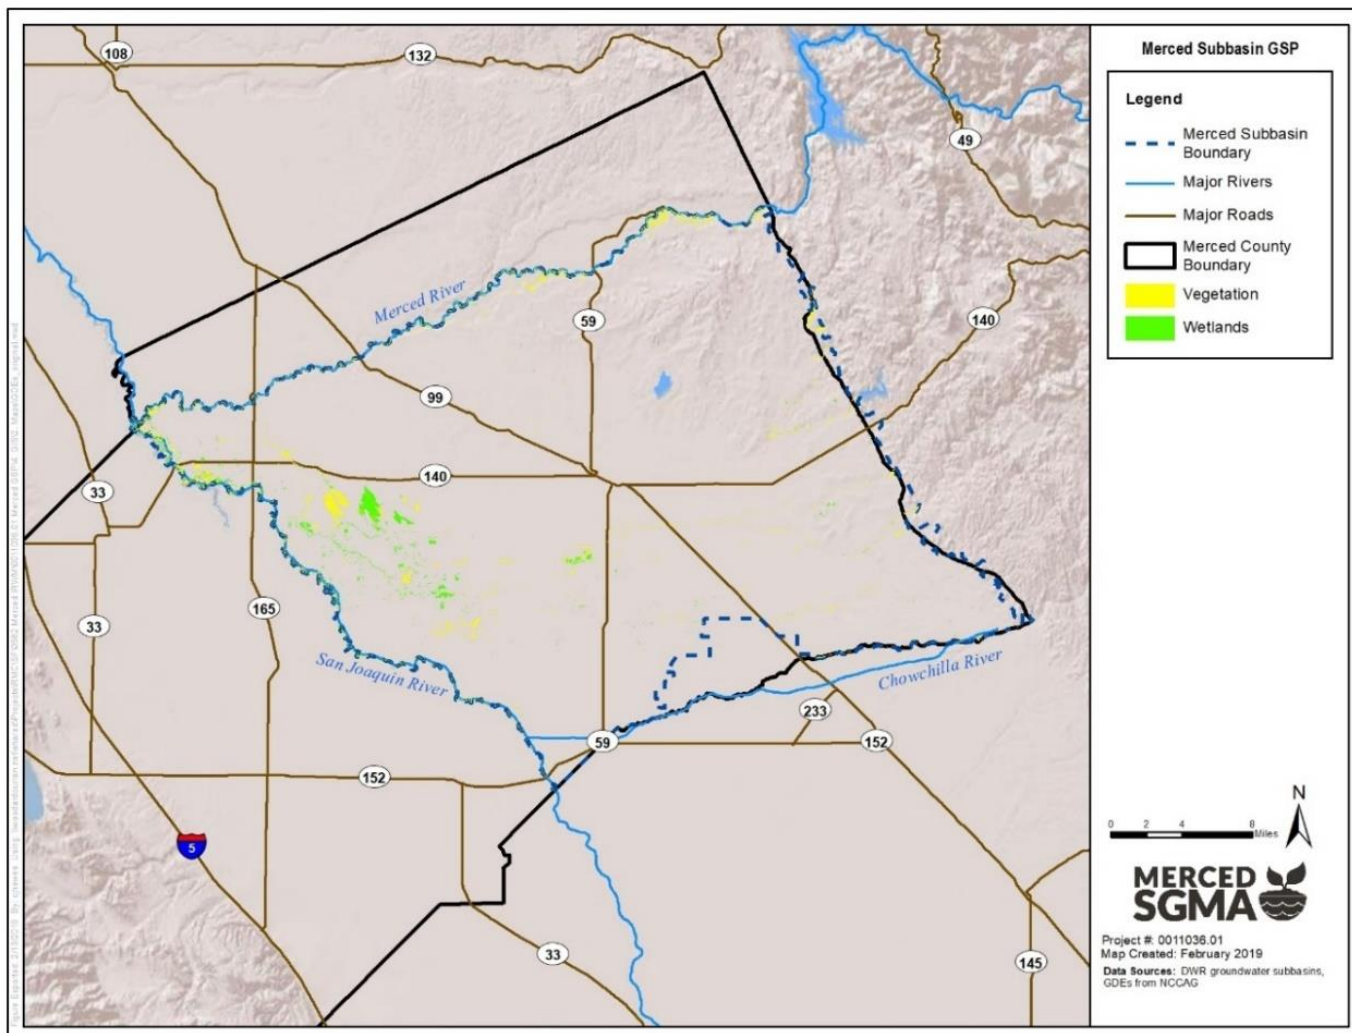 Merced Subbasin GSP
Legend
Merced Subbasin
Boundary
Major Rivers
Major Roads
Merced County
Boundary
Vegetation
Wetlands
108
132
49
Merced River
59
140
99
140
33
165
33
San Joaquin River
Chowchilla River
233
59
152
152
5
33
145
N
0 2 4 8
Miles
MERCED
SGMA
Project #: 0011036.01
Map Created: February 2019
Data Sources: DWR groundwater subbasins,
GDEs from NCCAG